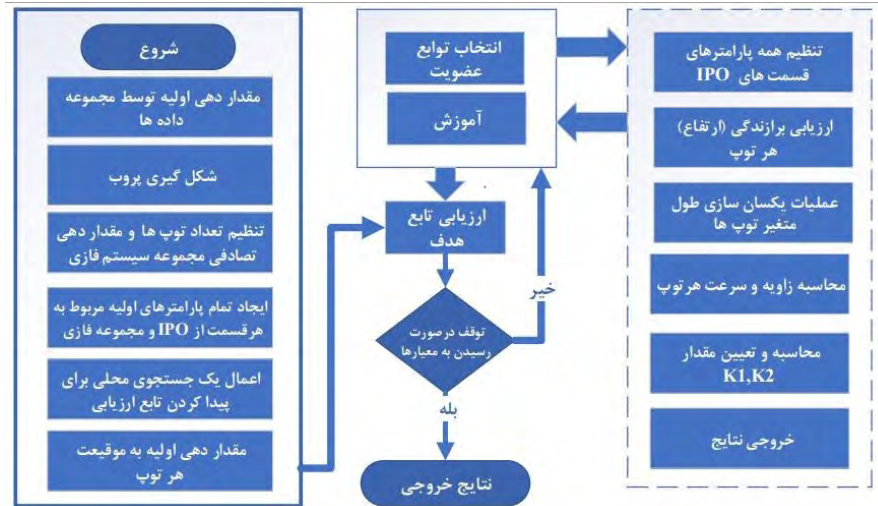 شروع
مقدار دهی اولیه توسط مجموعه
داده ها
شکل گیری پروب
تنظیم تعداد توپ ها و مقدار دهی
تصادفی مجموعه سیستم فازی
ایجاد تمام پارامترهای اولیه مربوط به
هرقسمت از IPO و مجموعه فازی
اعمال یک جستجوی محلی برای
پیدا کردن تابع ارزیابی
مقدار دهی اولیه به موقیعت
هر توپ
انتخاب توابع
عضویت
آموزش
ارزیابی تابع
هدف
توقف درصورت
رسیدن به معیارها
خیر
بله
نتایج خروجی
تنظیم همه پارامترهای
قسمت های IPO
ارزیابی برازندگی (ارتفاع)
هر توپ
عملیات یکسان سازی طول
متغیر توپ ها
محاسبه زاویه و سرعت هرتوپ
محاسبه و تعیین مقدار
K1,K2
خروجی نتایج